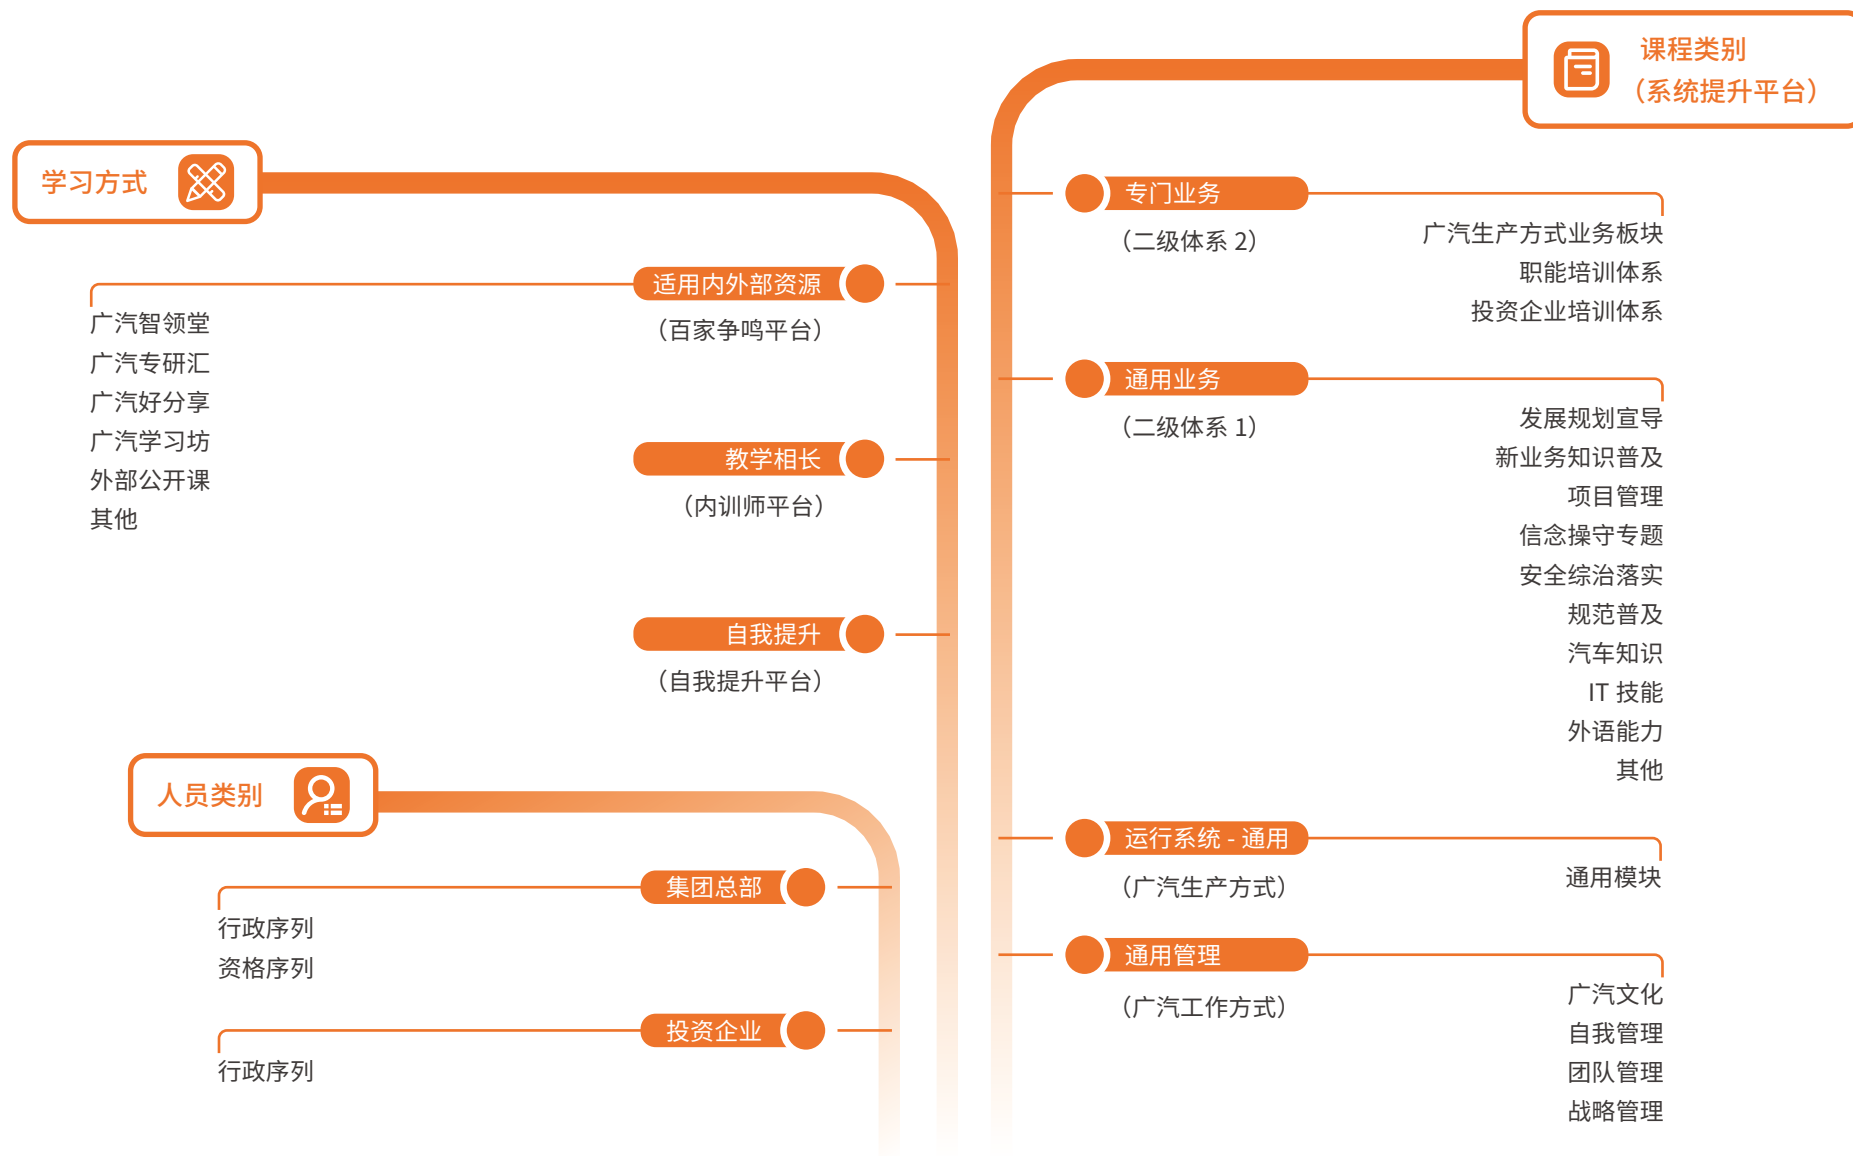 学习方式
适用内外部资源
（百家争鸣平台）
广汽智领堂
广汽专研汇
广汽好分享
广汽学习坊
外部公开课
其他
教学相长
（内训师平台）
自我提升
（自我提升平台）
人员类别
集团总部
行政序列
资格序列
投资企业
行政序列
课程类别
（系统提升平台）
专门业务
（二级体系 2）
广汽生产方式业务板块
职能培训体系
投资企业培训体系
通用业务
（二级体系 1）
发展规划宣导
新业务知识普及
项目管理
信念操守专题
安全综治落实
规范普及
汽车知识
IT 技能
外语能力
其他
运行系统 - 通用
（广汽生产方式）
通用模块
通用管理
（广汽工作方式）
广汽文化
自我管理
团队管理
战略管理